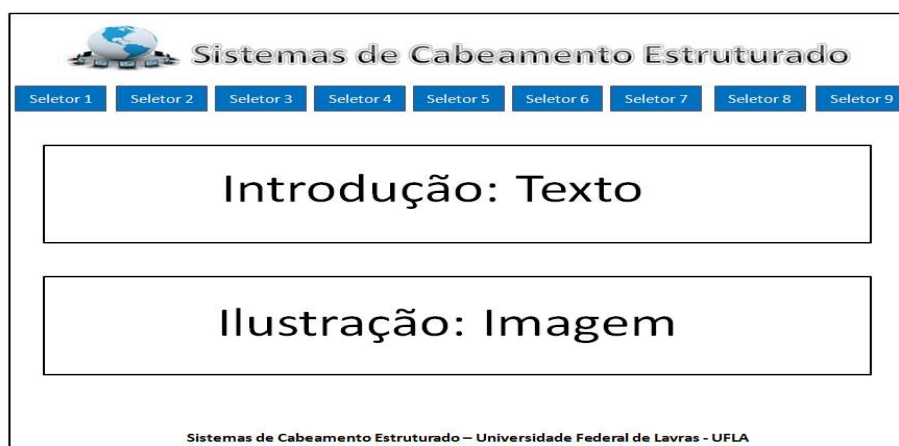 Sistemas de Cabeamento Estruturado
Seletor 1 Seletor 2 Seletor 3 Seletor 4 Seletor 5 Seletor 6 Seletor 7 Seletor 8 Seletor 9
Introdução: Texto
Ilustração: Imagem
Sistemas de Cabeamento Estruturado – Universidade Federal de Lavras - UFLA